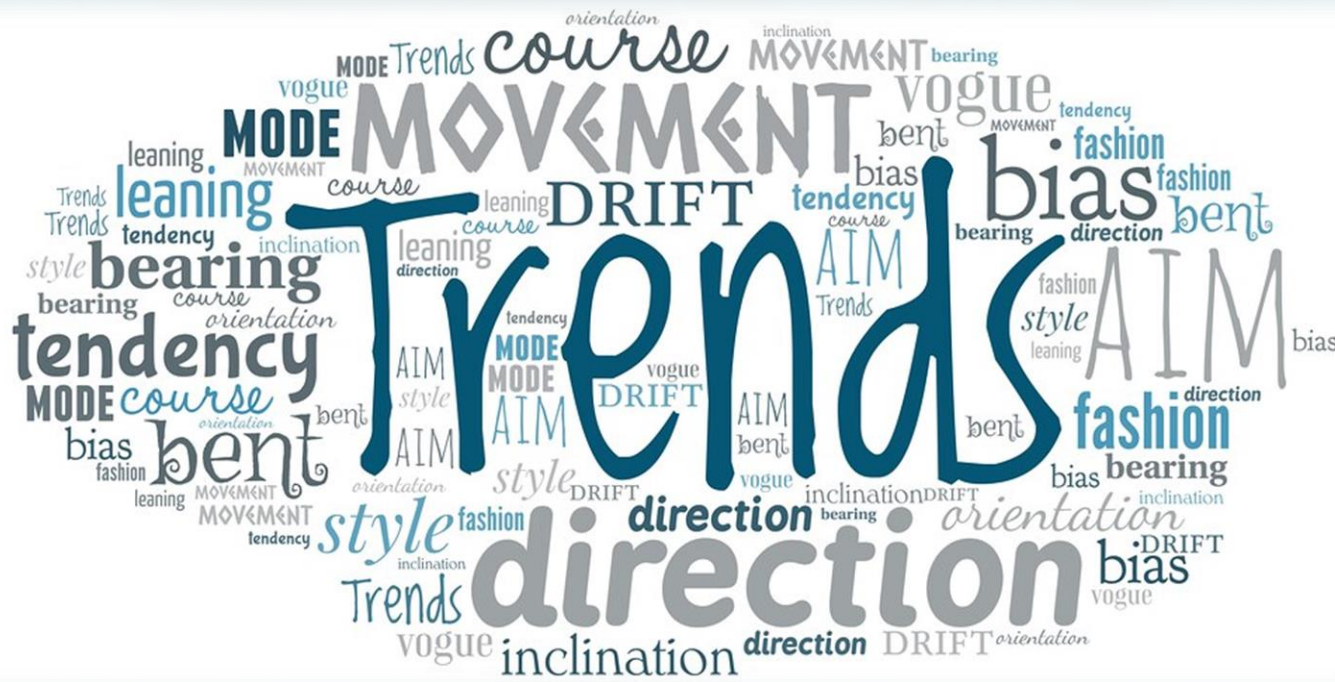 orientation
MODE Trends course MOVEMENT inclination bearing
vogue MOVEMENT vogue tendency
MODE bent MOVEMENT fashion
leaning MOVEMENT bias bias fashion
Trends leaning course leaning DRIFT tendency bent
Trends tendency inclination leaning course course bearing direction
style bearing direction Trends AIM fashion AIM
bearing course orientation tendency Trends style
tendency AIM MODE vogue leaning bias
MODE course style MODE DRIFT AIM direction
orientation bent AIM AIM bent bent fashion
bias bent
fashion orientation style DRIFT vogue bias bearing
leaning MOVEMENT inclination DRIFT inclination
MOVEMENT style fashion direction bearing orientation
tendency inclination direction bias DRIFT
Trends vogue
vogue inclination direction DRIFT orientation